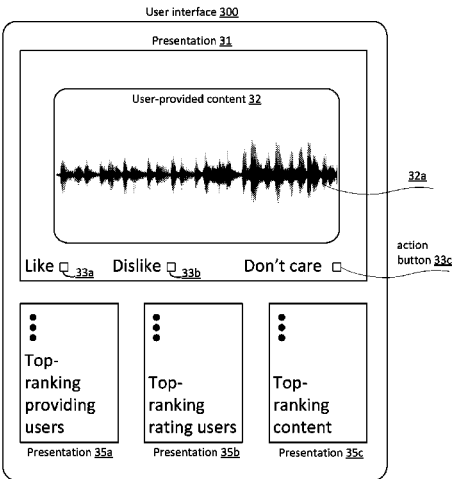 User interface 300
Presentation 31
User-provided content 32
32a
Like 33a Dislike 33b Don't care
action
button 33c
Top-
ranking
providing
users
Top-
ranking
rating users
Top-
ranking
content
Presentation 35a Presentation 35b Presentation 35c